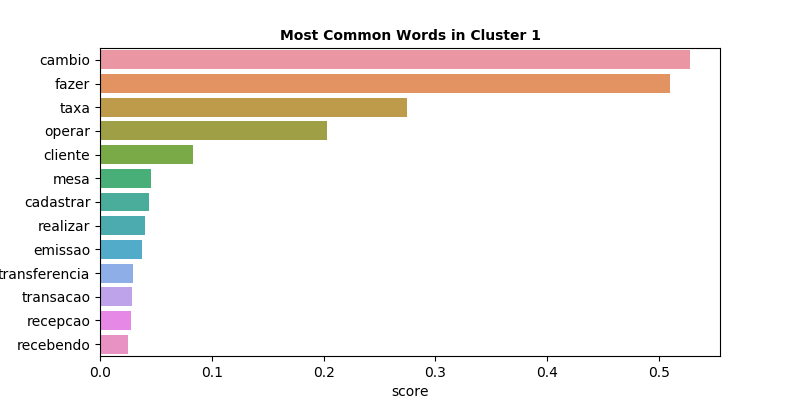 Most Common Words in Cluster 1
cambio
fazer
taxa
operar
cliente
mesa
cadastrar
realizar
emissao
transferencia
transacao
recepcao
recebendo
0.0 0.1 0.2 0.3 0.4 0.5
score